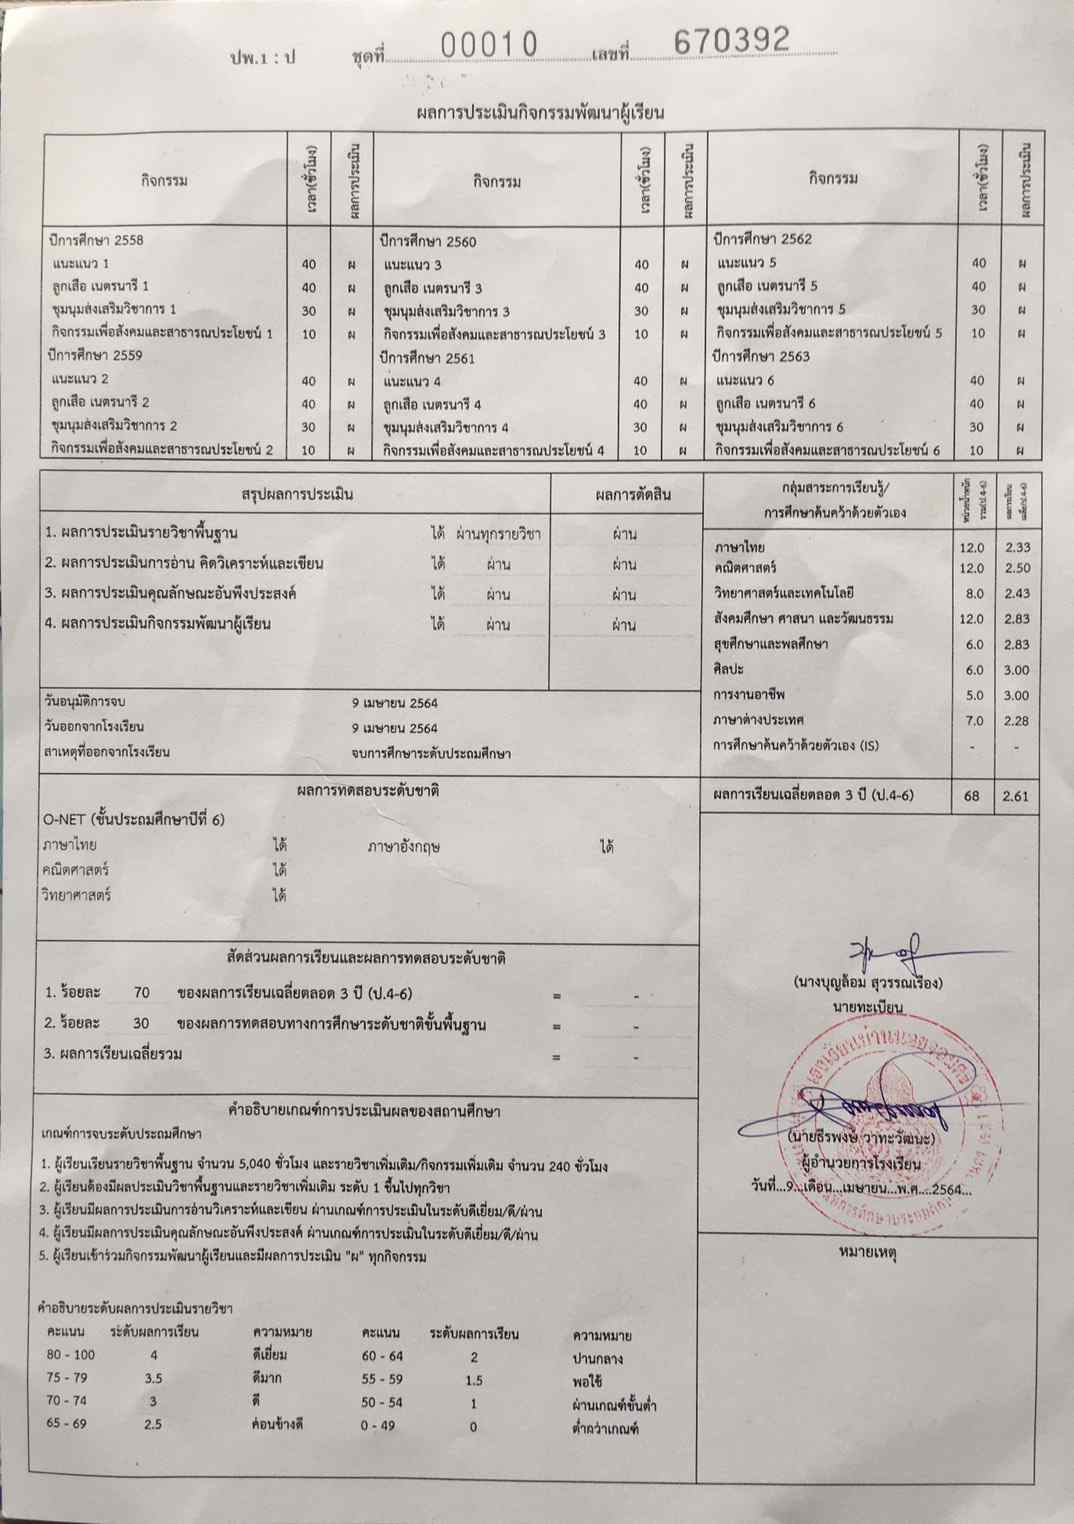 ปพ.1 : ป ชุดที่ 00010 เลขที่ 670392
ผลการประเมินกิจกรรมพัฒนาผู้เรียน
กิจกรรม เวลา(ชั่วโมง) ผลการประเมิน กิจกรรม เวลา(ชั่วโมง) ผลการประเมิน กิจกรรม เวลา(ชั่วโมง) ผลการประเมิน
ปีการศึกษา 2558 ปีการศึกษา 2560 ปีการศึกษา 2562
แนะแนว 1 40 ผ แนะแนว 3 40 ผ แนะแนว 5 40 ผ
ลูกเสือ เนตรนารี 1 40 ผ ลูกเสือ เนตรนารี 3 40 ผ ลูกเสือ เนตรนารี 5 40 ผ
ชุมนุมส่งเสริมวิชาการ 1 30 ผ ชุมนุมส่งเสริมวิชาการ 3 30 ผ ชุมนุมส่งเสริมวิชาการ 5 30 ผ
กิจกรรมเพื่อสังคมและสาธารณประโยชน์ 1 10 ผ กิจกรรมเพื่อสังคมและสาธารณประโยชน์ 3 10 ผ กิจกรรมเพื่อสังคมและสาธารณประโยชน์ 5 10 ผ
ปีการศึกษา 2559 ปีการศึกษา 2561 ปีการศึกษา 2563
แนะแนว 2 40 ผ แนะแนว 4 40 ผ แนะแนว 6 40 ผ
ลูกเสือ เนตรนารี 2 40 ผ ลูกเสือ เนตรนารี 4 40 ผ ลูกเสือ เนตรนารี 6 40 ผ
ชุมนุมส่งเสริมวิชาการ 2 30 ผ ชุมนุมส่งเสริมวิชาการ 4 30 ผ ชุมนุมส่งเสริมวิชาการ 6 30 ผ
กิจกรรมเพื่อสังคมและสาธารณประโยชน์ 2 10 ผ กิจกรรมเพื่อสังคมและสาธารณประโยชน์ 4 10 ผ กิจกรรมเพื่อสังคมและสาธารณประโยชน์ 6 10 ผ
สรุปผลการประเมิน ผลการตัดสิน
1. ผลการประเมินรายวิชาพื้นฐาน ได้ ผ่านทุกรายวิชา ผ่าน
2. ผลการประเมินการอ่าน คิดวิเคราะห์และเขียน ได้ ผ่าน ผ่าน
3. ผลการประเมินคุณลักษณะอันพึงประสงค์ ได้ ผ่าน ผ่าน
4. ผลการประเมินกิจกรรมพัฒนาผู้เรียน ได้ ผ่าน ผ่าน
วันอนุมัติการจบ 9 เมษายน 2564
วันออกจากโรงเรียน 9 เมษายน 2564
สาเหตุที่ออกจากโรงเรียน จบการศึกษาระดับประถมศึกษา
กลุ่มสาระการเรียนรู้/
การศึกษาค้นคว้าด้วยตัวเอง
หน่วยน้ำหนัก
รวม(ป.4-6)
ผลการเรียน
เฉลี่ย(ป.4-6)
ภาษาไทย 12.0 2.33
คณิตศาสตร์ 12.0 2.50
วิทยาศาสตร์และเทคโนโลยี 8.0 2.43
สังคมศึกษา ศาสนา และวัฒนธรรม 12.0 2.83
สุขศึกษาและพลศึกษา 6.0 2.83
ศิลปะ 6.0 3.00
การงานอาชีพ 5.0 3.00
ภาษาต่างประเทศ 7.0 2.28
การศึกษาค้นคว้าด้วยตัวเอง (IS) - -
ผลการเรียนเฉลี่ยตลอด 3 ปี (ป.4-6) 68 2.61
ผลการทดสอบระดับชาติ
O-NET (ชั้นประถมศึกษาปีที่ 6)
ภาษาไทย ได้ ภาษาอังกฤษ ได้
คณิตศาสตร์ ได้
วิทยาศาสตร์ ได้
สัดส่วนผลการเรียนและผลการทดสอบระดับชาติ
1. ร้อยละ 70 ของผลการเรียนเฉลี่ยตลอด 3 ปี (ป.4-6) = -
2. ร้อยละ 30 ของผลการทดสอบทางการศึกษาระดับชาติขั้นพื้นฐาน = -
3. ผลการเรียนเฉลี่ยรวม = -
(นางบุญล้อม สุวรรณเรือง)
นายทะเบียน
(นายธีรพงษ์ วาทะวัฒนะ)
ผู้อำนวยการโรงเรียน
วันที่...9...เดือน...เมษายน...พ.ศ....2564...
คำอธิบายเกณฑ์การประเมินผลของสถานศึกษา
เกณฑ์การจบระดับประถมศึกษา
1. ผู้เรียนเรียนรายวิชาพื้นฐาน จำนวน 5,040 ชั่วโมง และรายวิชาเพิ่มเติม/กิจกรรมเพิ่มเติม จำนวน 240 ชั่วโมง
2. ผู้เรียนต้องมีผลประเมินวิชาพื้นฐานและรายวิชาเพิ่มเติม ระดับ 1 ขึ้นไปทุกวิชา
3. ผู้เรียนมีผลการประเมินการอ่านวิเคราะห์และเขียน ผ่านเกณฑ์การประเมินในระดับดีเยี่ยม/ดี/ผ่าน
4. ผู้เรียนมีผลการประเมินคุณลักษณะอันพึงประสงค์ ผ่านเกณฑ์การประเมินในระดับดีเยี่ยม/ดี/ผ่าน
5. ผู้เรียนเข้าร่วมกิจกรรมพัฒนาผู้เรียนและมีผลการประเมิน "ผ" ทุกกิจกรรม
หมายเหตุ
คำอธิบายระดับผลการประเมินรายวิชา
คะแนน ระดับผลการเรียน ความหมาย คะแนน ระดับผลการเรียน ความหมาย
80 - 100 4 ดีเยี่ยม 60 - 64 2 ปานกลาง
75 - 79 3.5 ดีมาก 55 - 59 1.5 พอใช้
70 - 74 3 ดี 50 - 54 1 ผ่านเกณฑ์ขั้นต่ำ
65 - 69 2.5 ค่อนข้างดี 0 - 49 0 ต่ำกว่าเกณฑ์